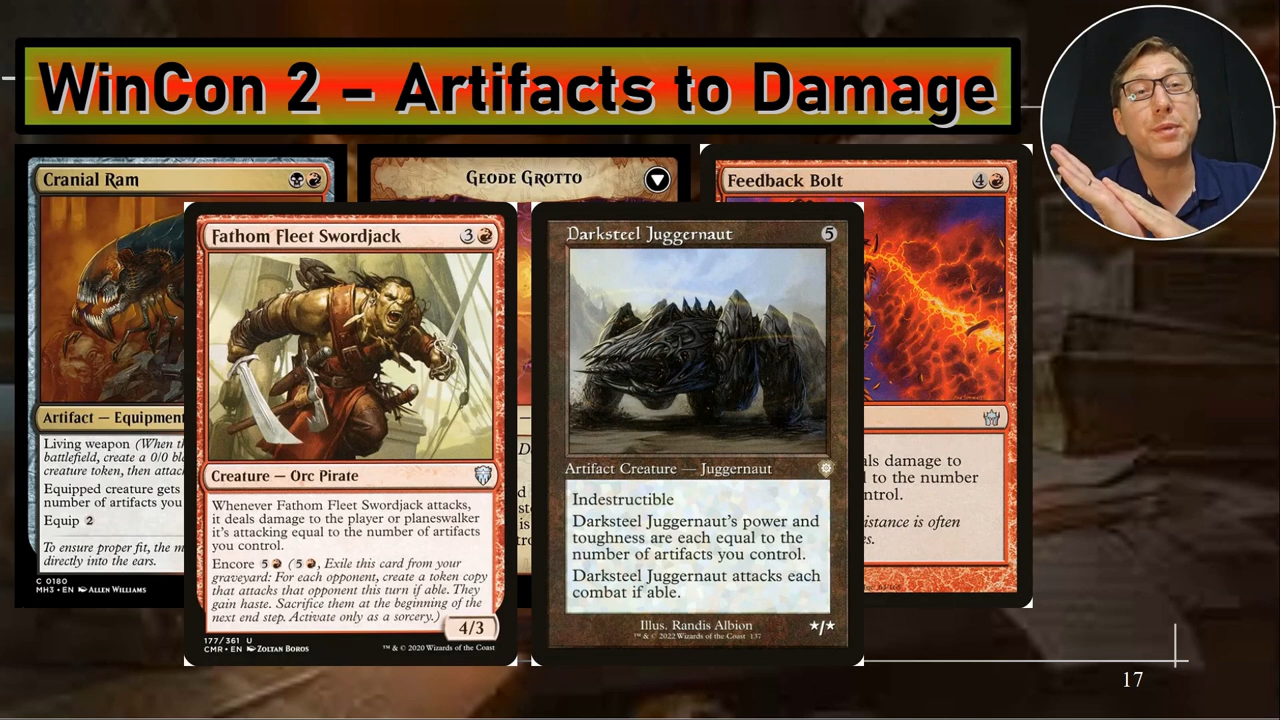 WinCon 2 – Artifacts to Damage
Cranial Ram
Artifact — Equipment
Living weapon (When th
battlefield, create a 0/0 bl
creature token, then attac
Equipped creature gets
number of artifacts you
Equip 2
To ensure proper fit, the m
directly into the ears.
C 0180
MH3 • EN ALLEN WILLIAMS
Fathom Fleet Swordjack 3
Creature — Orc Pirate
Whenever Fathom Fleet Swordjack attacks,
it deals damage to the player or planeswalker
it's attacking equal to the number of artifacts
you control.
Encore 5 (5, Exile this card from your
graveyard: For each opponent, create a token copy
that attacks that opponent this turn if able. They
gain haste. Sacrifice them at the beginning of the
next end step. Activate only as a sorcery.)
4/3
177/361 U
CMR • EN ZOLTAN BOROS
™ & © 2020 Wizards of the Coast
GEODE GROTTO
Darksteel Juggernaut 5
Artifact Creature — Juggernaut
Indestructible
Darksteel Juggernaut's power and
toughness are each equal to the
number of artifacts you control.
Darksteel Juggernaut attacks each
combat if able.
Illus. Randis Albion
™ & © 2022 Wizards of the Coast 137
*/*
Feedback Bolt 4
als damage to
l to the number
ntrol.
istance is often
17